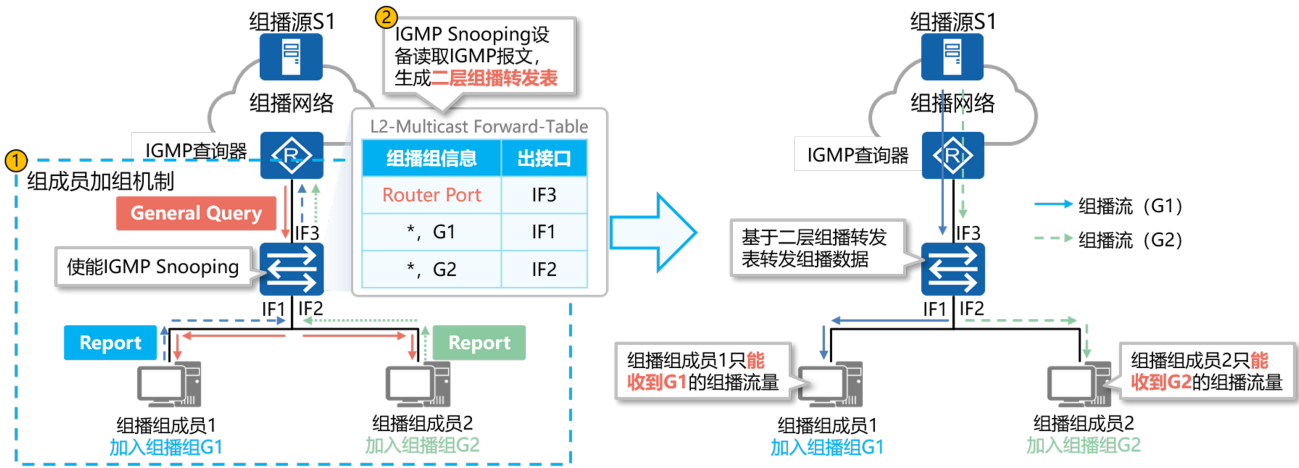 组播源S1
组播网络
IGMP查询器
R
2
IGMP Snooping设
备读取IGMP报文，
生成二层组播转发表
L2-Multicast Forward-Table
组播组信息 出接口
Router Port IF3
*，G1 IF1
*，G2 IF2
1
组成员加组机制
General Query
IF3
使能IGMP Snooping
IF1 IF2
Report
Report
组播组成员1
加入组播组G1
组播组成员2
加入组播组G2
组播源S1
组播网络
IGMP查询器
R
组播流（G1）
组播流（G2）
IF3
基于二层组播转发
表转发组播数据
IF1 IF2
组播组成员1只能
收到G1的组播流量
组播组成员2只能
收到G2的组播流量
组播组成员1
加入组播组G1
组播组成员2
加入组播组G2